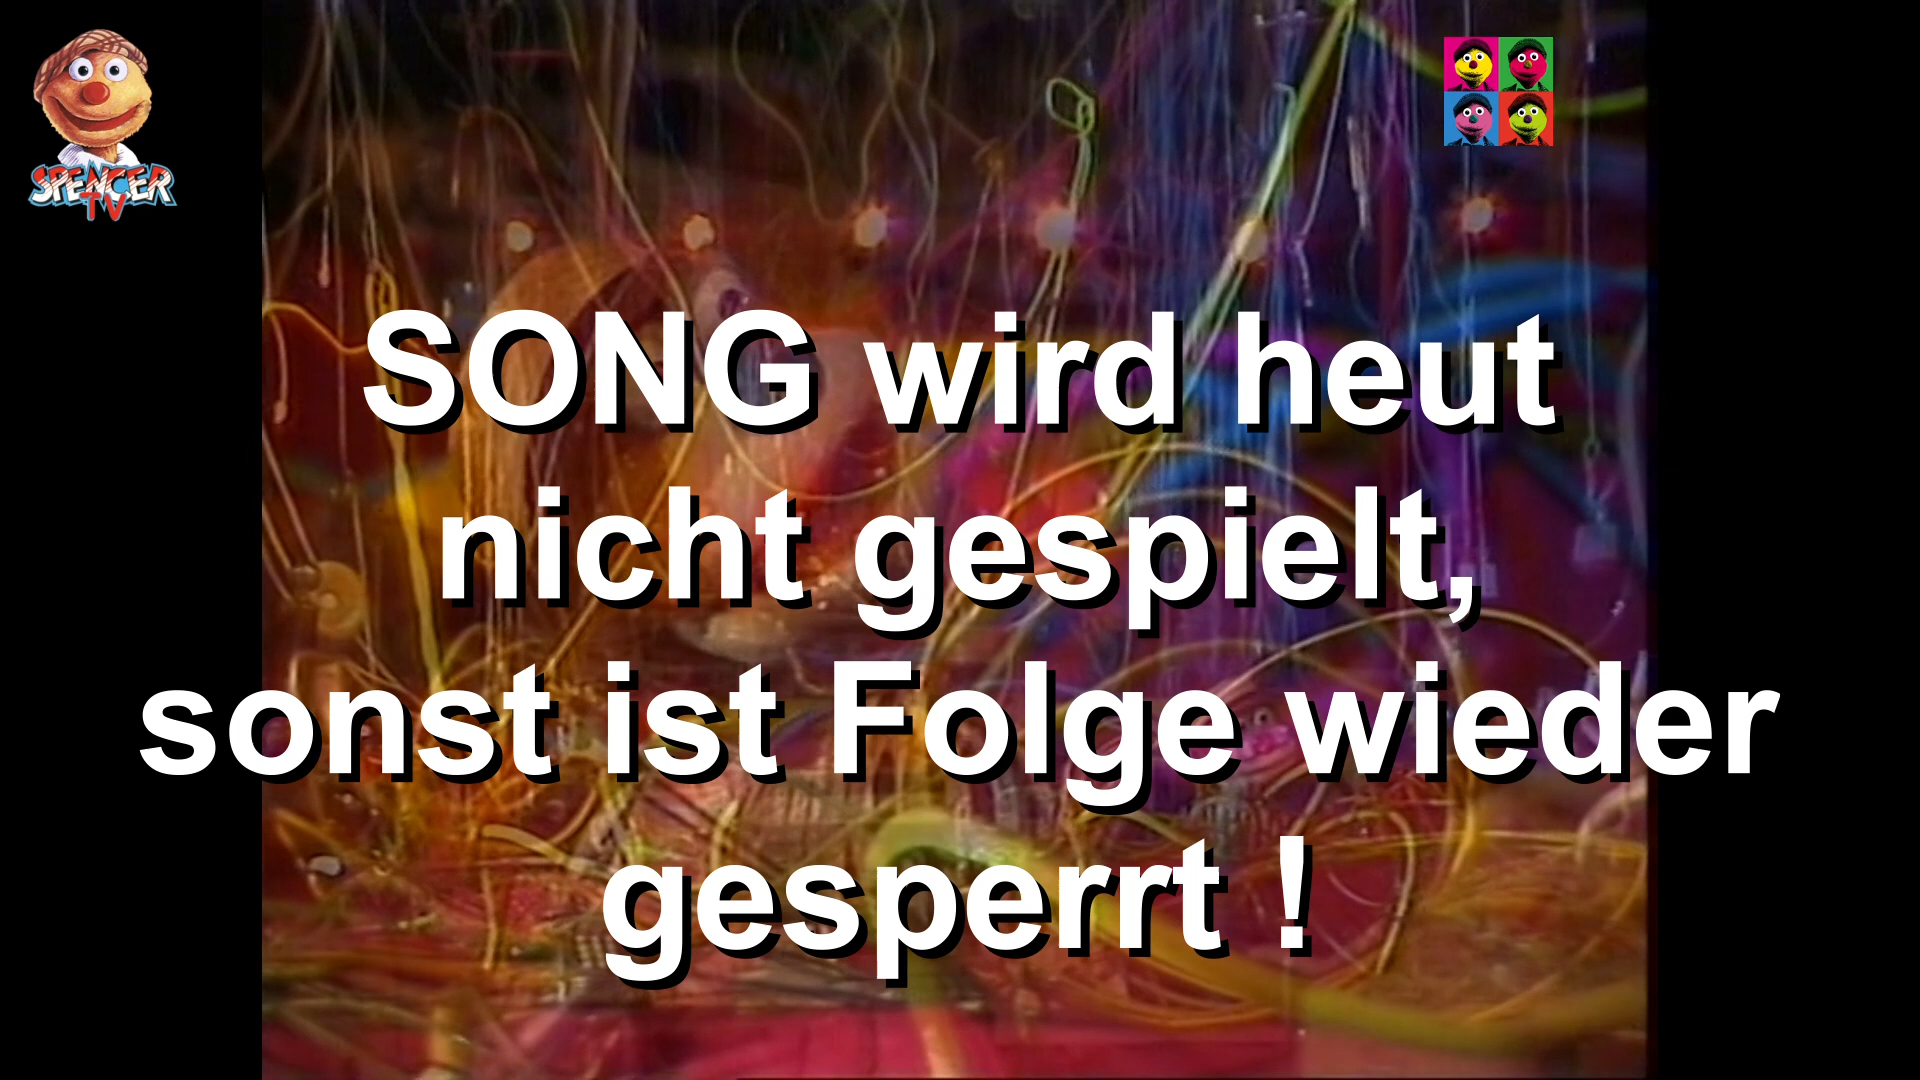 SPENCER
TV
SONG wird heut
nicht gespielt,
sonst ist Folge wieder
gesperrt !